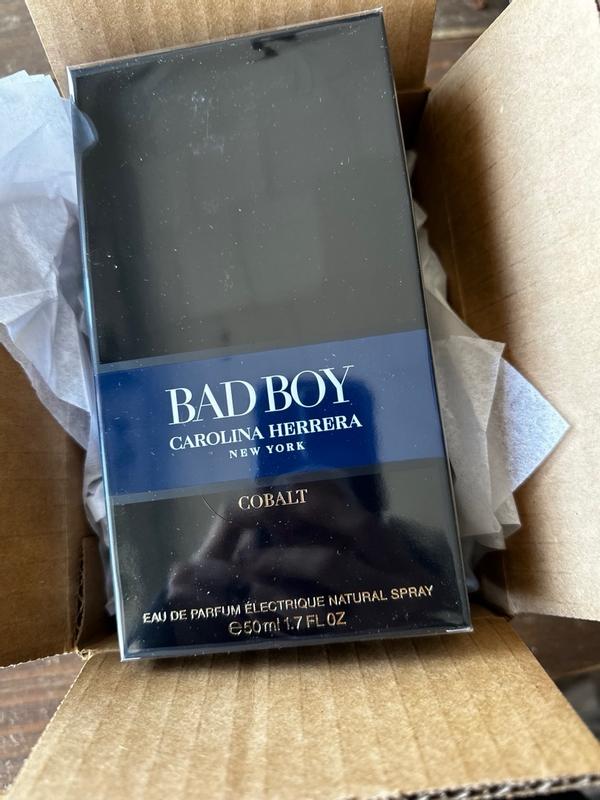 BAD BOY
CAROLINA HERRERA
NEW YORK
COBALT
EAU DE PARFUM ÉLECTRIQUE NATURAL SPRAY
℮50 ml 1.7 FL OZ